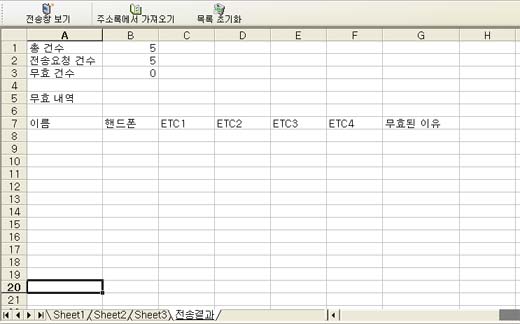 전송창 보기 주소록에서 가져오기 목록 초기화
A B C D E F G H
1 총 건수 5
2 전송요청 건수 5
3 무효 건수 0
4
5 무효 내역
6
7 이름 핸드폰 ETC1 ETC2 ETC3 ETC4 무효된 이유
8
9
10
11
12
13
14
15
16
17
18
19
20
21
Sheet1 Sheet2 Sheet3 전송결과